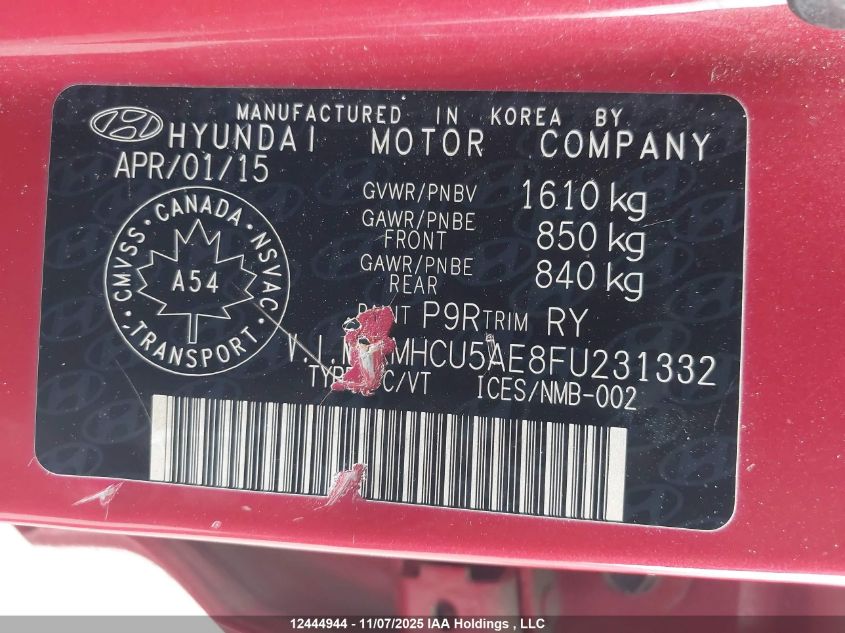 MANUFACTURED IN KOREA BY
HYUNDAI MOTOR COMPANY
APR/01/15
GVWR/PNBV 1610 kg
GAWR/PNBE FRONT 850 kg
GAWR/PNBE REAR 840 kg
CANADA · NSVAC · TRANSPORT · CMVSS ·
A54
P9R TRIM RY
MHCU5AE8FU231332
C/VT ICES/NMB-002
12444944 - 11/07/2025 IAA Holdings , LLC